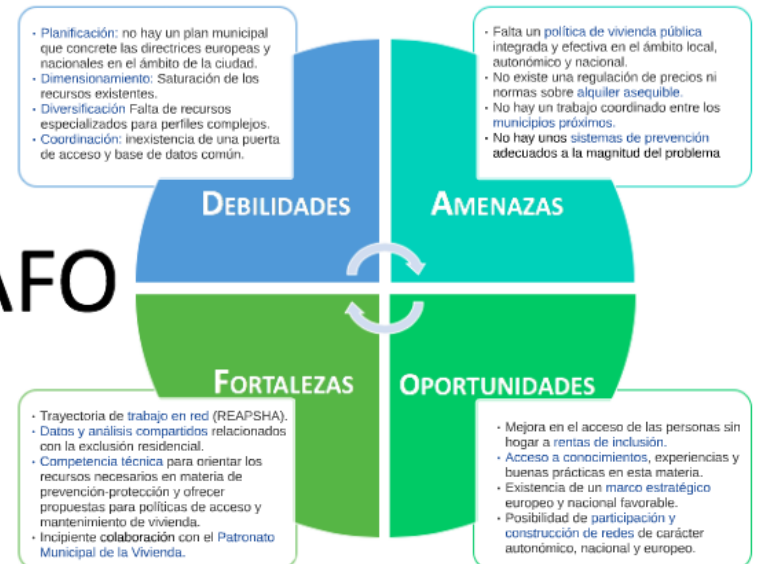 · Planificación: no hay un plan municipal
que concrete las directrices europeas y
nacionales en el ámbito de la ciudad.
· Dimensionamiento: Saturación de los
recursos existentes.
· Diversificación Falta de recursos
especializados para perfiles complejos.
· Coordinación: inexistencia de una puerta
de acceso y base de datos común.
· Falta un política de vivienda pública
integrada y efectiva en el ámbito local,
autonómico y nacional.
· No existe una regulación de precios ni
normas sobre alquiler asequible.
· No hay un trabajo coordinado entre los
municipios próximos.
· No hay unos sistemas de prevención
adecuados a la magnitud del problema
DEBILIDADES
AMENAZAS
AFO
FORTALEZAS
OPORTUNIDADES
· Trayectoria de trabajo en red (REAPSHA).
· Datos y análisis compartidos relacionados
con la exclusión residencial.
· Competencia técnica para orientar los
recursos necesarios en materia de
prevención-protección y ofrecer
propuestas para políticas de acceso y
mantenimiento de vivienda.
· Incipiente colaboración con el Patronato
Municipal de la Vivienda.
· Mejora en el acceso de las personas sin
hogar a rentas de inclusión.
· Acceso a conocimientos, experiencias y
buenas prácticas en esta materia.
· Existencia de un marco estratégico
europeo y nacional favorable.
· Posibilidad de participación y
construcción de redes de carácter
autonómico, nacional y europeo.